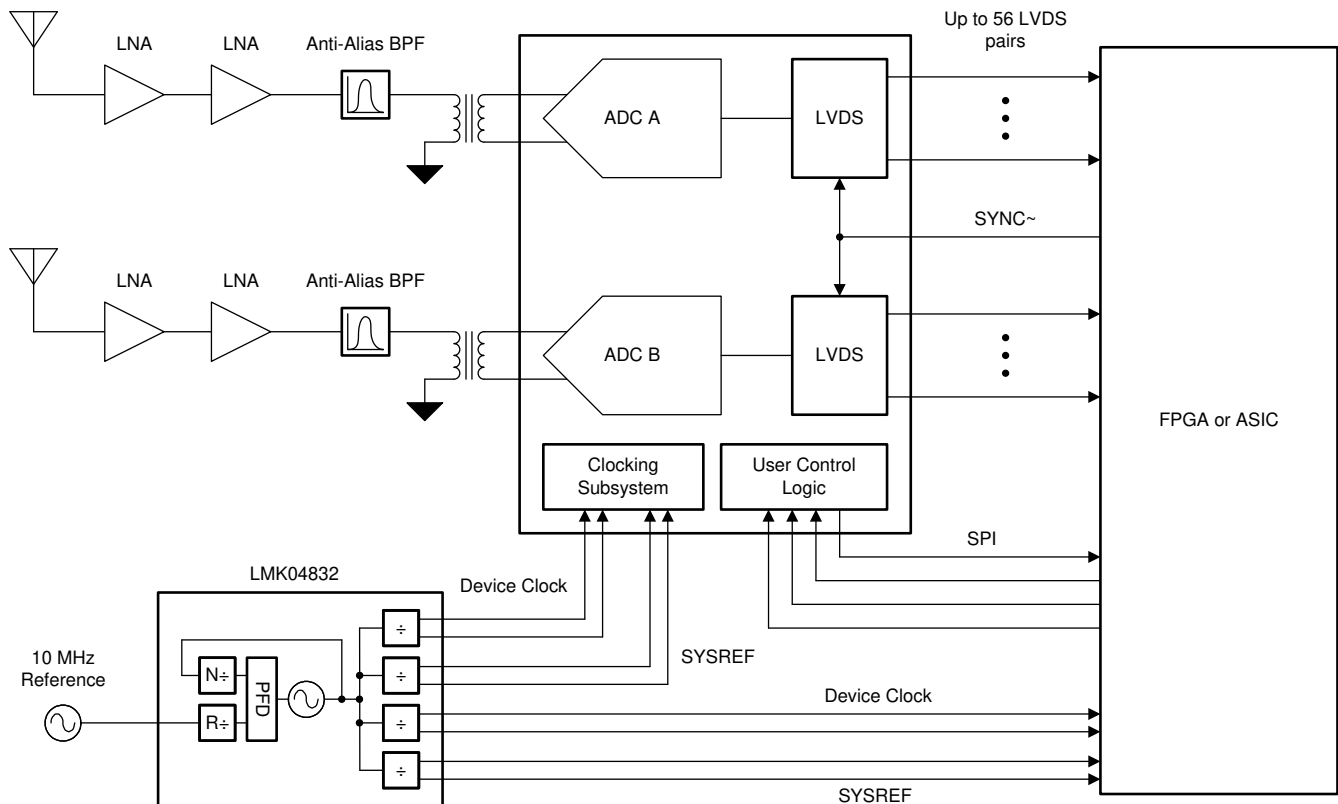 Up to 56 LVDS
pairs
LNA
LNA
Anti-Alias BPF
ADC A
LVDS
SYNC~
LNA
LNA
Anti-Alias BPF
ADC B
LVDS
FPGA or ASIC
Clocking
Subsystem
User Control
Logic
SPI
LMK04832
Device Clock
÷
10 MHz
Reference
N÷
PFD
R÷
÷
SYSREF
÷
Device Clock
÷
SYSREF